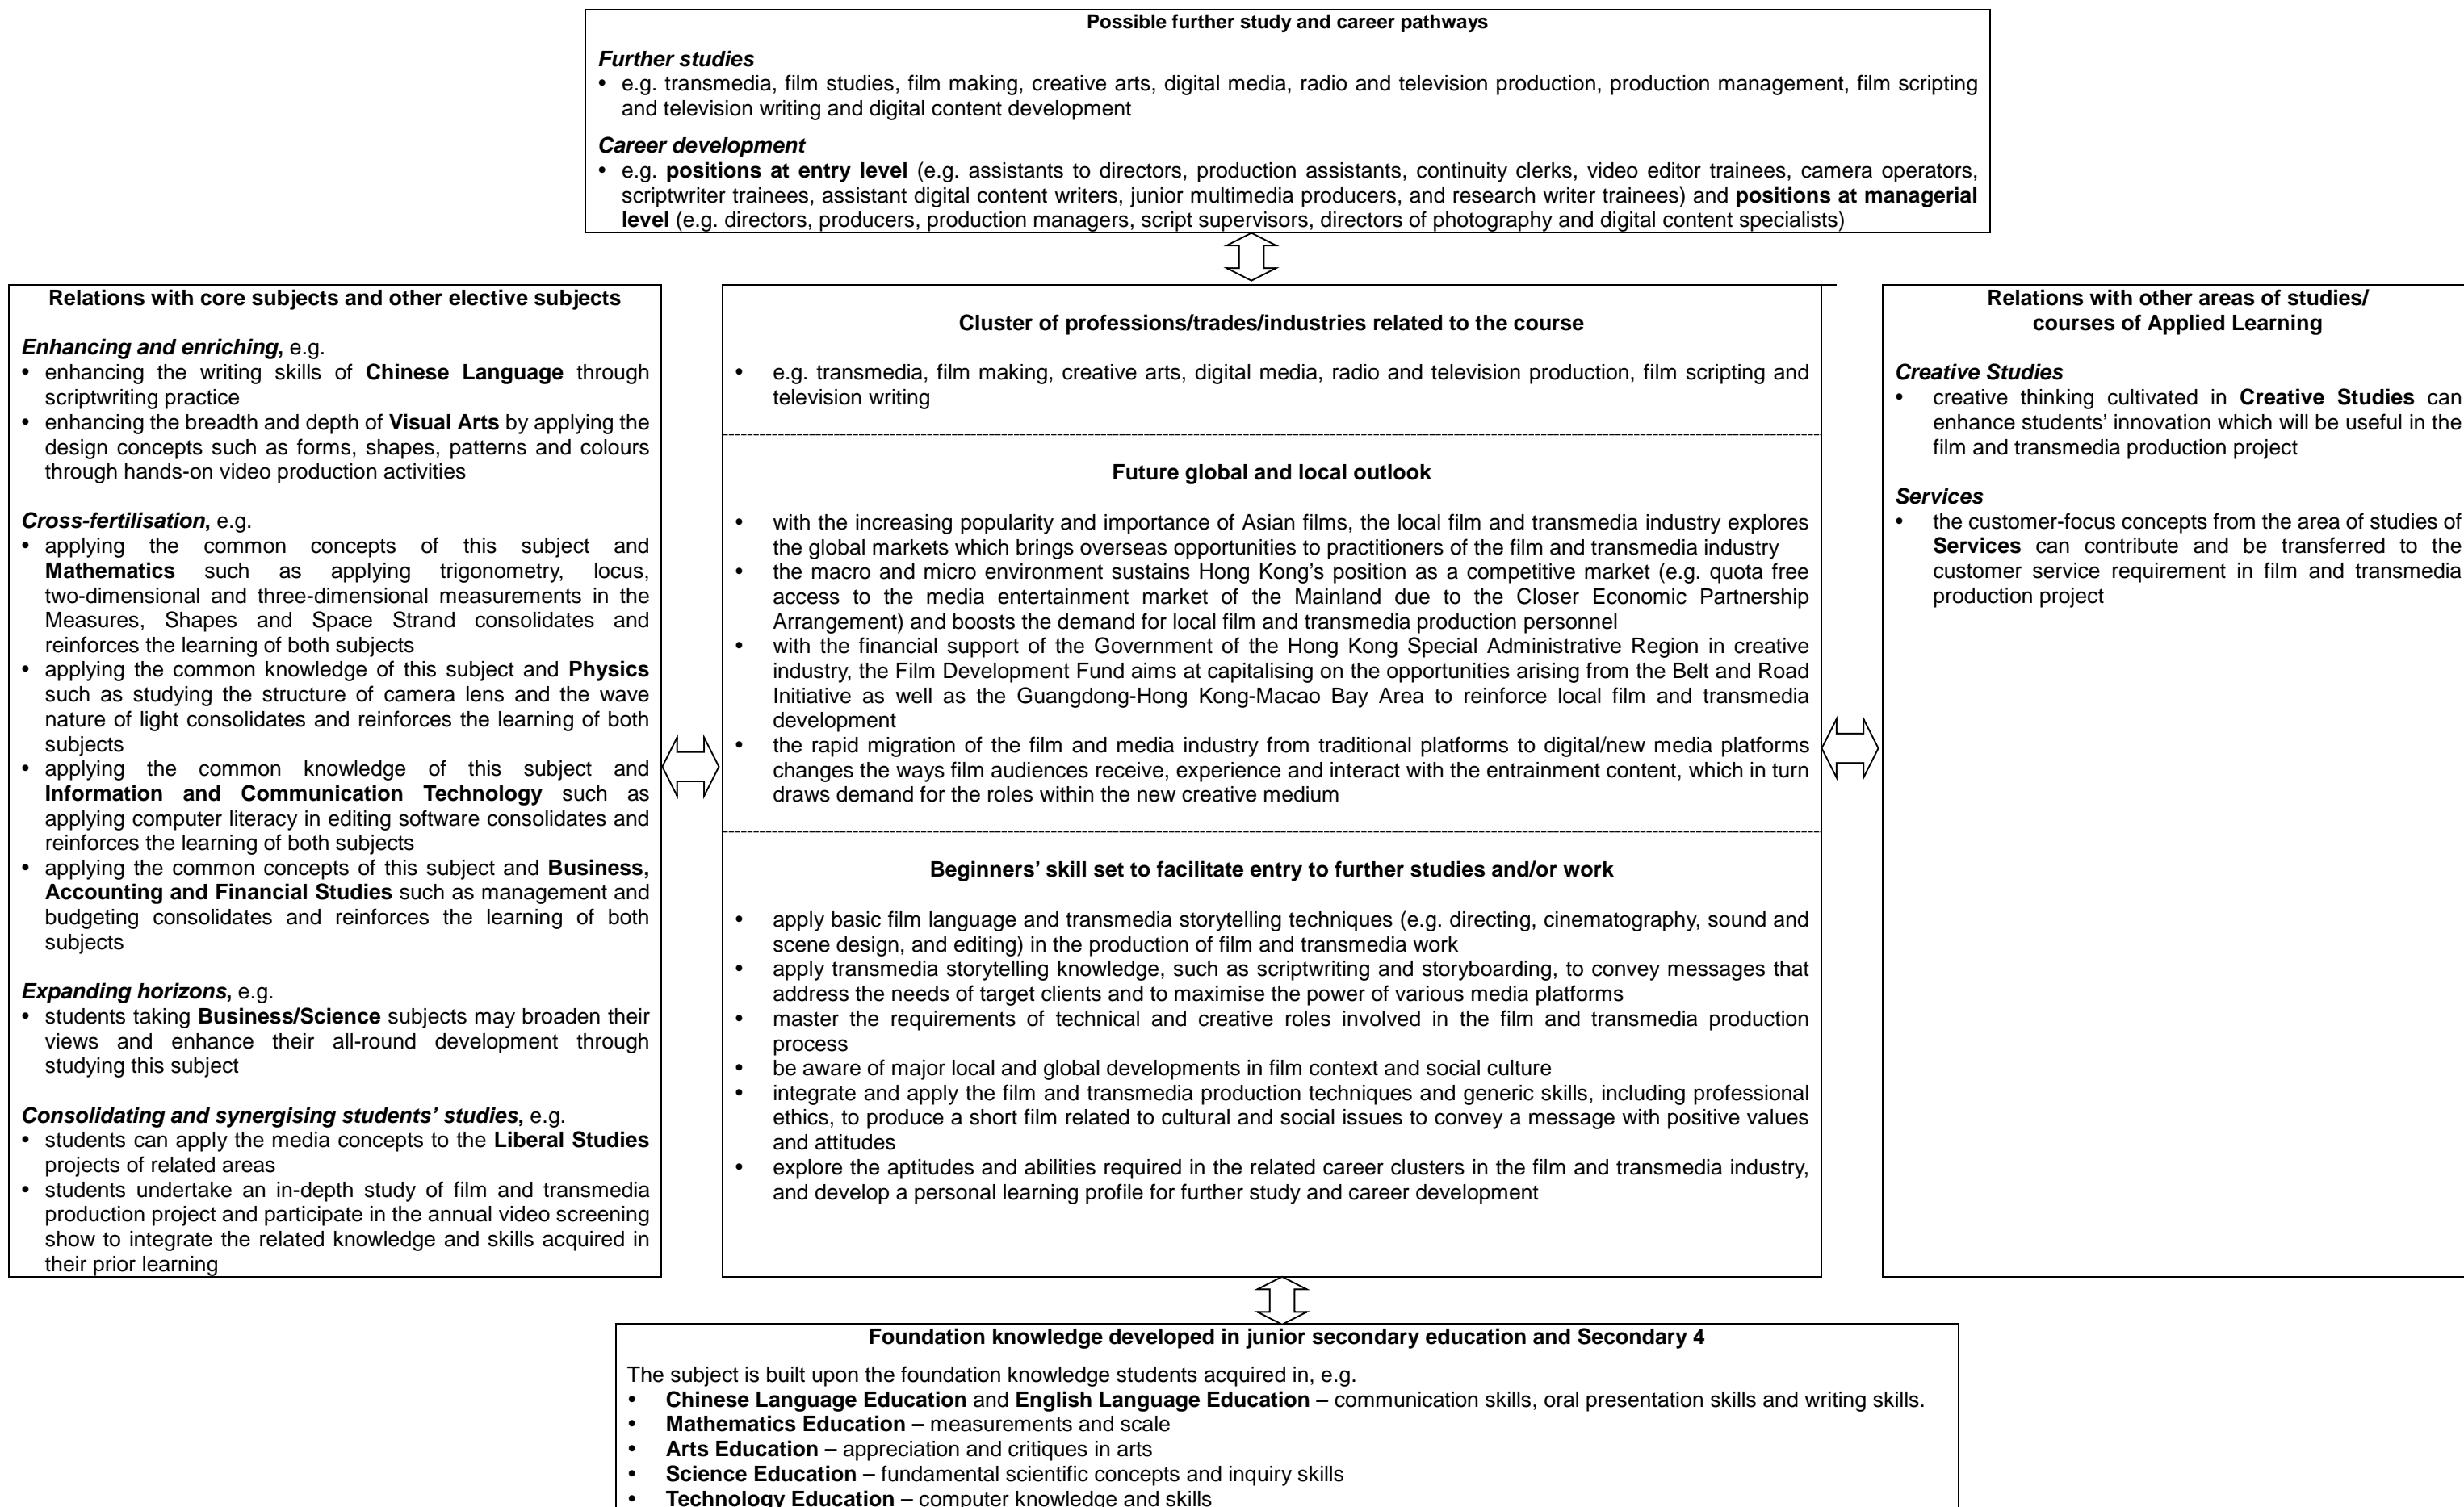 Possible further study and career pathways
Further studies
• e.g. transmedia, film studies, film making, creative arts, digital media, radio and television production, production management, film scripting
and television writing and digital content development
Career development
• e.g. positions at entry level (e.g. assistants to directors, production assistants, continuity clerks, video editor trainees, camera operators,
scriptwriter trainees, assistant digital content writers, junior multimedia producers, and research writer trainees) and positions at managerial
level (e.g. directors, producers, production managers, script supervisors, directors of photography and digital content specialists)
Relations with core subjects and other elective subjects
Enhancing and enriching, e.g.
• enhancing the writing skills of Chinese Language through
scriptwriting practice
• enhancing the breadth and depth of Visual Arts by applying the
design concepts such as forms, shapes, patterns and colours
through hands-on video production activities
Cross-fertilisation, e.g.
• applying the common concepts of this subject and
Mathematics such as applying trigonometry, locus,
two-dimensional and three-dimensional measurements in the
Measures, Shapes and Space Strand consolidates and
reinforces the learning of both subjects
• applying the common knowledge of this subject and Physics
such as studying the structure of camera lens and the wave
nature of light consolidates and reinforces the learning of both
subjects
• applying the common knowledge of this subject and
Information and Communication Technology such as
applying computer literacy in editing software consolidates and
reinforces the learning of both subjects
• applying the common concepts of this subject and Business,
Accounting and Financial Studies such as management and
budgeting consolidates and reinforces the learning of both
subjects
Expanding horizons, e.g.
• students taking Business/Science subjects may broaden their
views and enhance their all-round development through
studying this subject
Consolidating and synergising students' studies, e.g.
• students can apply the media concepts to the Liberal Studies
projects of related areas
• students undertake an in-depth study of film and transmedia
production project and participate in the annual video screening
show to integrate the related knowledge and skills acquired in
their prior learning
Cluster of professions/trades/industries related to the course
• e.g. transmedia, film making, creative arts, digital media, radio and television production, film scripting and
television writing
Future global and local outlook
• with the increasing popularity and importance of Asian films, the local film and transmedia industry explores
the global markets which brings overseas opportunities to practitioners of the film and transmedia industry
• the macro and micro environment sustains Hong Kong's position as a competitive market (e.g. quota free
access to the media entertainment market of the Mainland due to the Closer Economic Partnership
Arrangement) and boosts the demand for local film and transmedia production personnel
• with the financial support of the Government of the Hong Kong Special Administrative Region in creative
industry, the Film Development Fund aims at capitalising on the opportunities arising from the Belt and Road
Initiative as well as the Guangdong-Hong Kong-Macao Bay Area to reinforce local film and transmedia
development
• the rapid migration of the film and media industry from traditional platforms to digital/new media platforms
changes the ways film audiences receive, experience and interact with the entrainment content, which in turn
draws demand for the roles within the new creative medium
Beginners' skill set to facilitate entry to further studies and/or work
• apply basic film language and transmedia storytelling techniques (e.g. directing, cinematography, sound and
scene design, and editing) in the production of film and transmedia work
• apply transmedia storytelling knowledge, such as scriptwriting and storyboarding, to convey messages that
address the needs of target clients and to maximise the power of various media platforms
• master the requirements of technical and creative roles involved in the film and transmedia production
process
• be aware of major local and global developments in film context and social culture
• integrate and apply the film and transmedia production techniques and generic skills, including professional
ethics, to produce a short film related to cultural and social issues to convey a message with positive values
and attitudes
• explore the aptitudes and abilities required in the related career clusters in the film and transmedia industry,
and develop a personal learning profile for further study and career development
Relations with other areas of studies/
courses of Applied Learning
Creative Studies
• creative thinking cultivated in Creative Studies can
enhance students' innovation which will be useful in the
film and transmedia production project
Services
• the customer-focus concepts from the area of studies of
Services can contribute and be transferred to the
customer service requirement in film and transmedia
production project
Foundation knowledge developed in junior secondary education and Secondary 4
The subject is built upon the foundation knowledge students acquired in, e.g.
• Chinese Language Education and English Language Education – communication skills, oral presentation skills and writing skills.
• Mathematics Education – measurements and scale
• Arts Education – appreciation and critiques in arts
• Science Education – fundamental scientific concepts and inquiry skills
• Technology Education – computer knowledge and skills